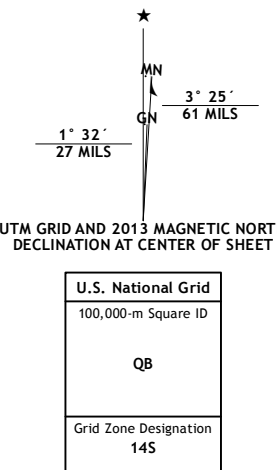 ★
MN
3° 25´
61 MILS
GN
1° 32´
27 MILS
UTM GRID AND 2013 MAGNETIC NORT
DECLINATION AT CENTER OF SHEET
U.S. National Grid
100,000-m Square ID
QB
Grid Zone Designation
14S